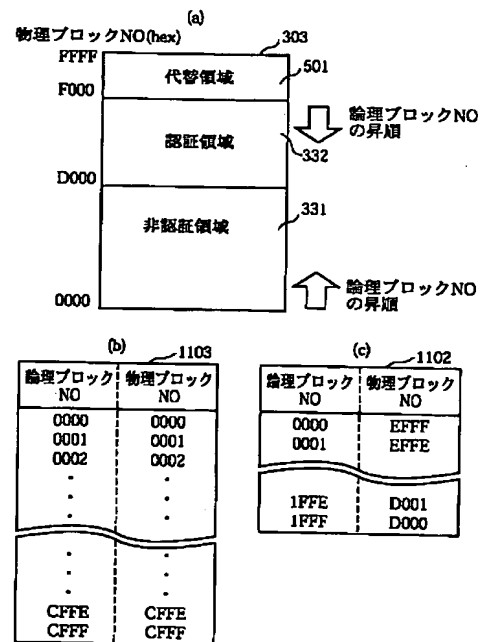 (a)
物理ブロックNO(hex)
303
FFFF
代替領域
501
F000
論理ブロックNO
の昇順
認証領域
332
D000
331
非認証領域
論理ブロックNO
の昇順
0000
(b)
1103
論理ブロック NO 物理ブロック NO
0000 0000
0001 0001
0002 0002
CFFE CFFE
CFFF CFFF
(c)
1102
論理ブロック NO 物理ブロック NO
0000 EFFF
0001 EFFE
1FFE D001
1FFF D000